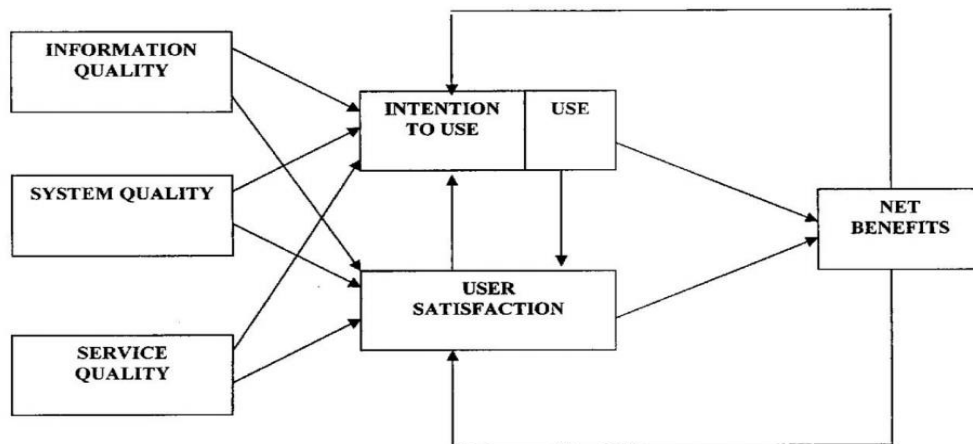 INFORMATION
QUALITY
SYSTEM QUALITY
SERVICE
QUALITY
INTENTION
TO USE
USE
USER
SATISFACTION
NET
BENEFITS